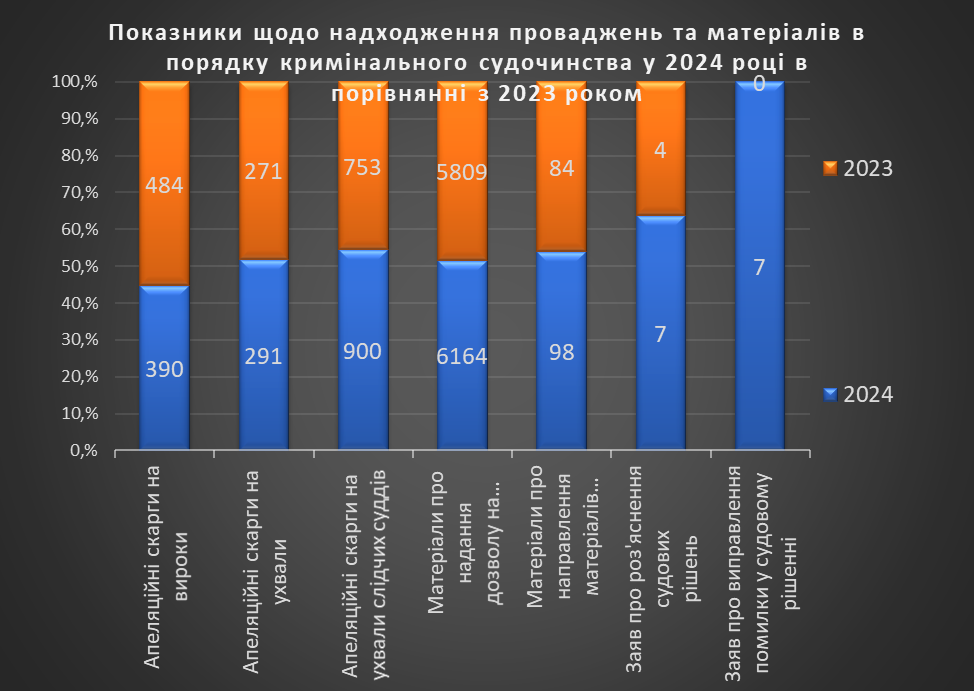 Показники щодо надходження проваджень та матеріалів в
порядку кримінального судочинства у 2024 році в
порівнянні з 2023 роком
100,%
90,%
80,%
70,%
60,%
50,%
40,%
30,%
20,%
10,%
0,%
484
271
753
5809
84
4
0
390
291
900
6164
98
7
7
2023
2024
Апеляційні скарги на
вироки
Апеляційні скарги на
ухвали
Апеляційні скарги на
ухвали слідчих суддів
Матеріали про
надання
дозволу на...
Матеріали про
направлення
матеріалів...
Заяв про роз'яснення
судових
рішень
Заяв про виправлення
помилки у судовому
рішенні